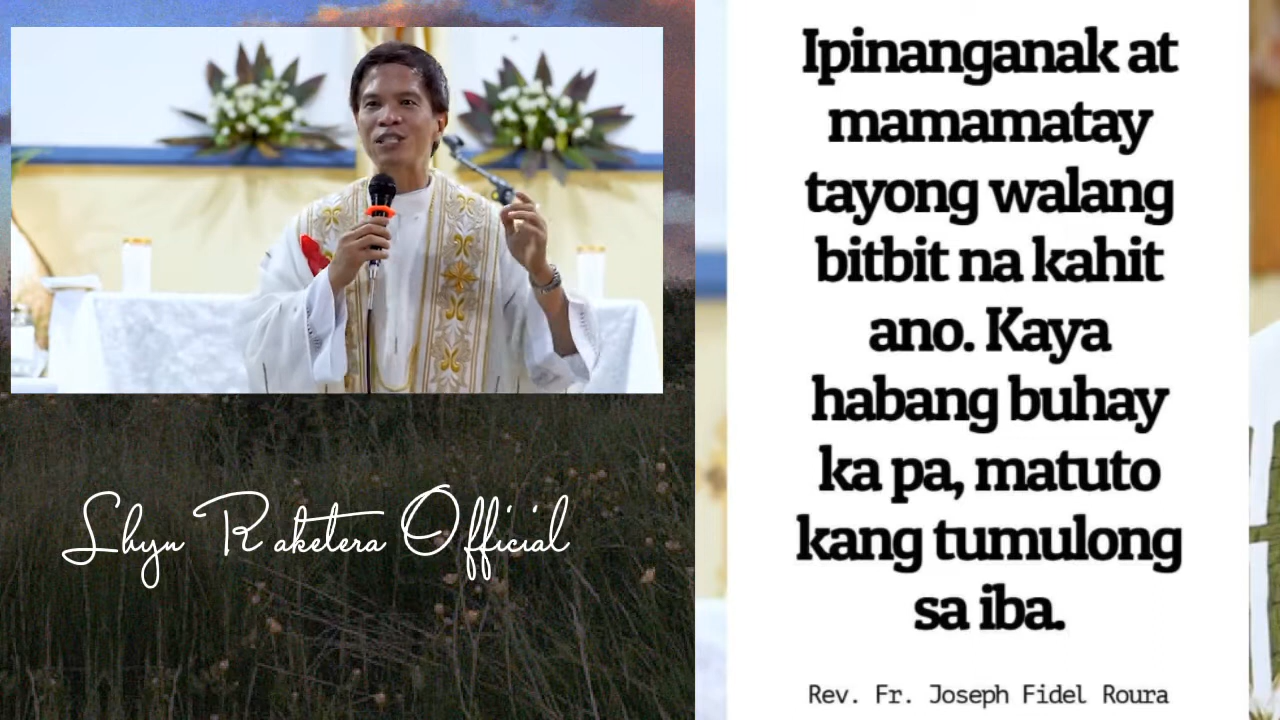 Lhyn Raketera Official
Ipinanganak at
mamamatay
tayong walang
bitbit na kahit
ano. Kaya
habang buhay
ka pa, matuto
kang tumulong
sa iba.
Rev. Fr. Joseph Fidel Roura